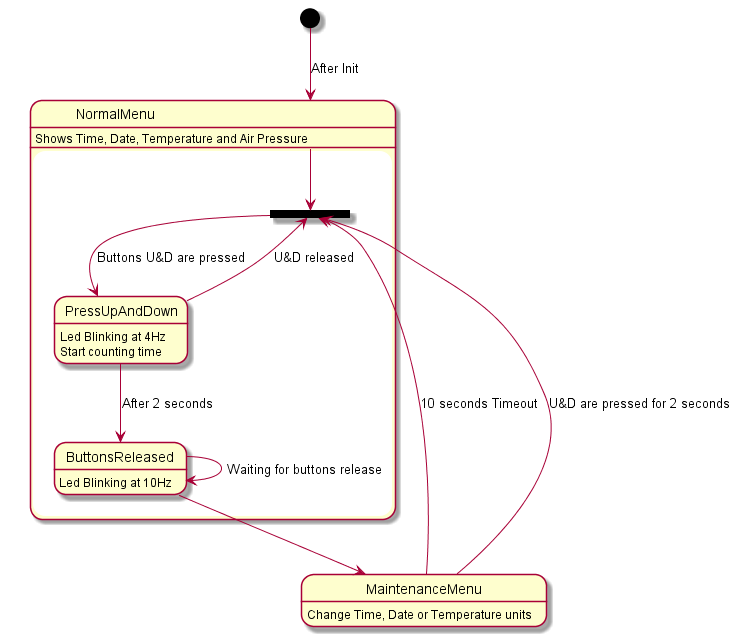 After Init
NormalMenu
Shows Time, Date, Temperature and Air Pressure
Buttons U&D are pressed
U&D released
PressUpAndDown
Led Blinking at 4Hz
Start counting time
After 2 seconds
10 seconds Timeout
U&D are pressed for 2 seconds
ButtonsReleased
Led Blinking at 10Hz
Waiting for buttons release
MaintenanceMenu
Change Time, Date or Temperature units